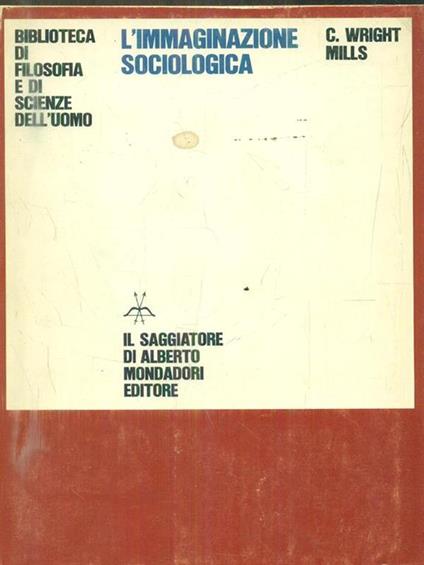 BIBLIOTECA
DI
FILOSOFIA
E DI
SCIENZE
DELL'UOMO
L'IMMAGINAZIONE
SOCIOLOGICA
C. WRIGHT
MILLS
IL SAGGIATORE
DI ALBERTO
MONDADORI
EDITORE